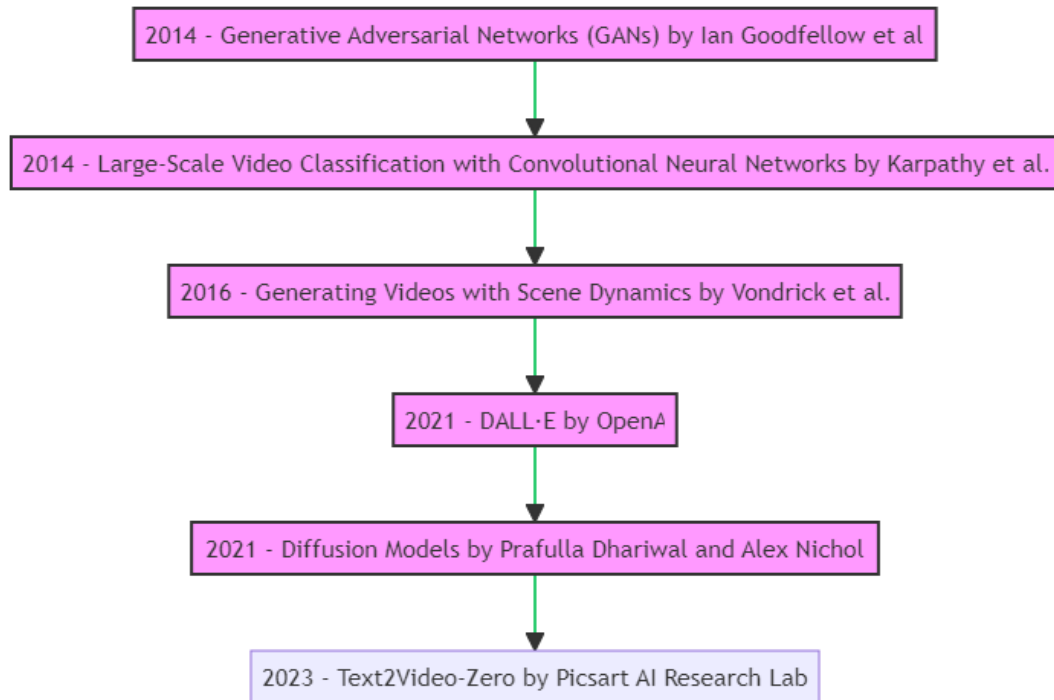 2014 - Generative Adversarial Networks (GANs) by Ian Goodfellow et al
2014 - Large-Scale Video Classification with Convolutional Neural Networks by Karpathy et al.
2016 - Generating Videos with Scene Dynamics by Vondrick et al.
2021 - DALL·E by OpenA
2021 - Diffusion Models by Prafulla Dhariwal and Alex Nichol
2023 - Text2Video-Zero by Picsart AI Research Lab